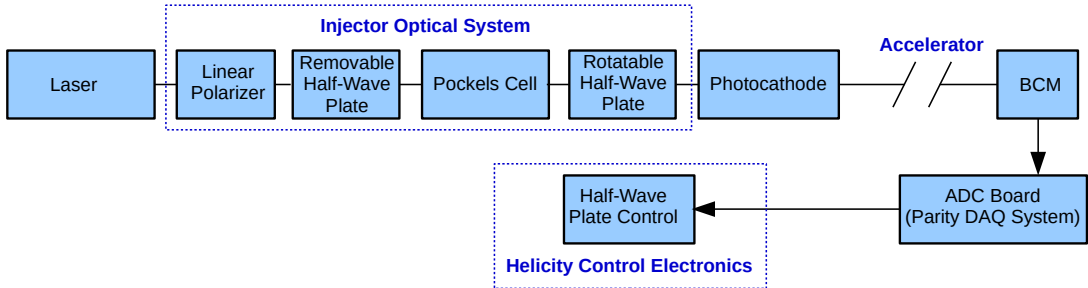 Injector Optical System
Accelerator
Laser
Linear
Polarizer
Removable
Half-Wave
Plate
Pockels Cell
Rotatable
Half-Wave
Plate
Photocathode
BCM
Half-Wave
Plate Control
ADC Board
(Parity DAQ System)
Helicity Control Electronics